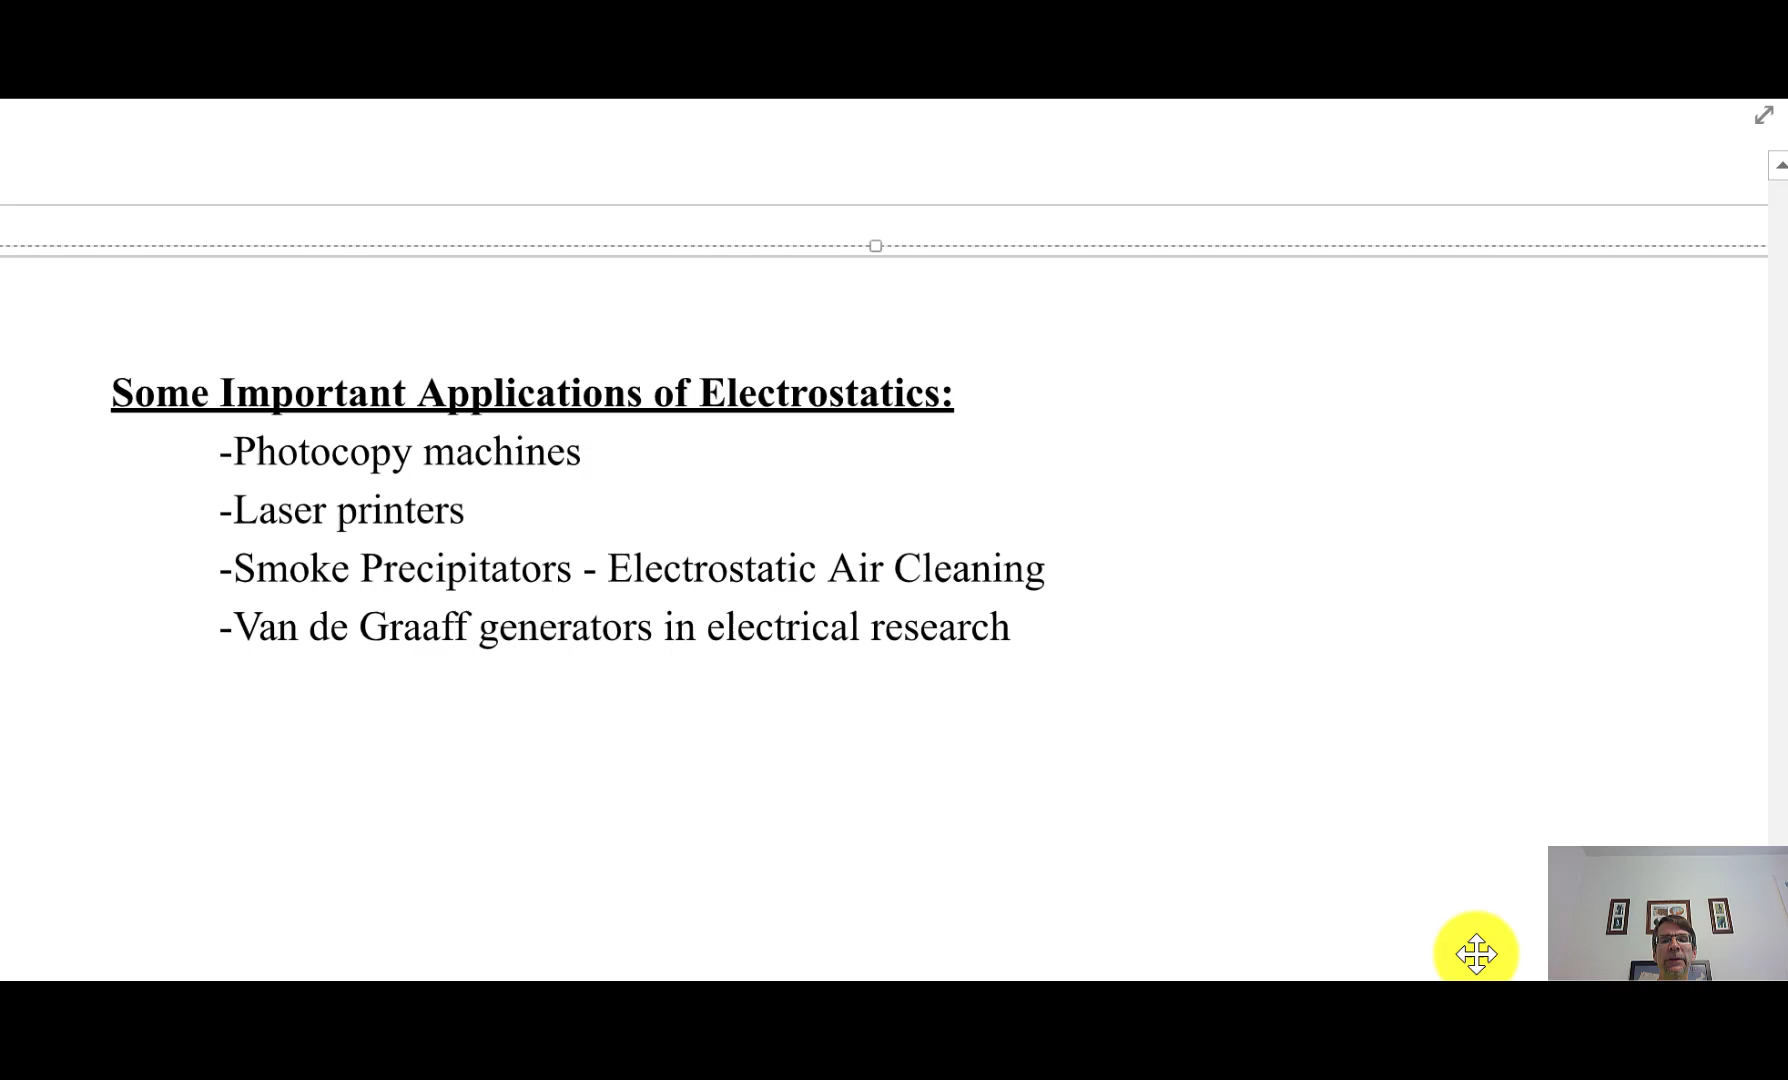 Some Important Applications of Electrostatics:
-Photocopy machines
-Laser printers
-Smoke Precipitators - Electrostatic Air Cleaning
-Van de Graaff generators in electrical research